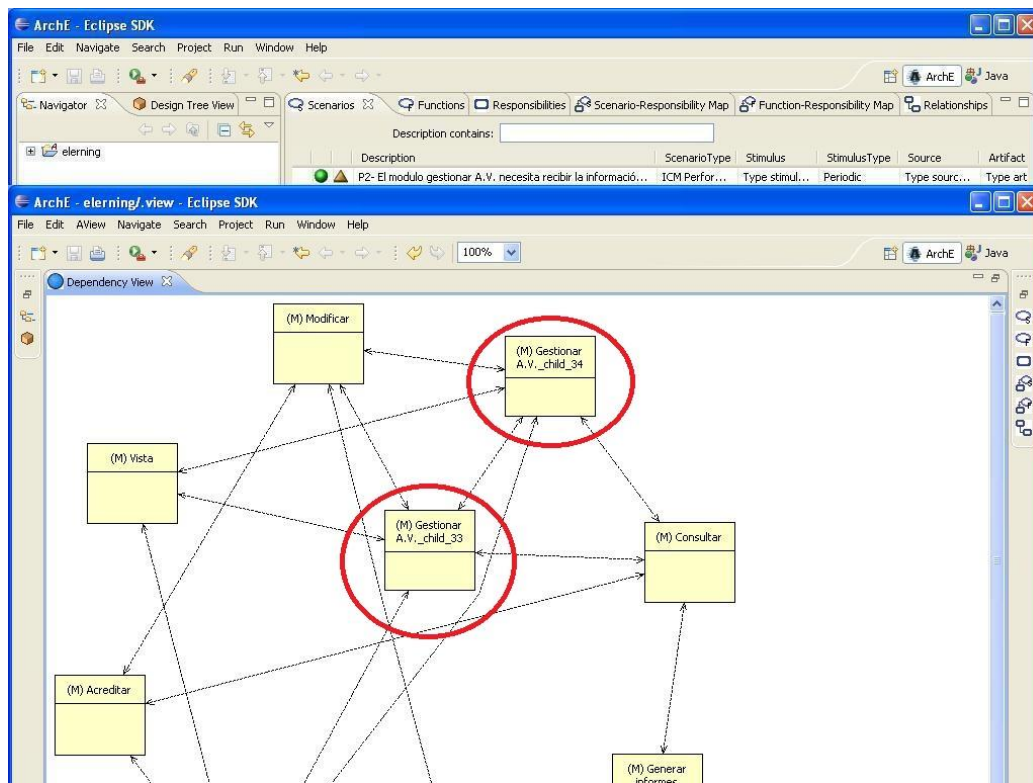 ArchE - Eclipse SDK
File Edit Navigate Search Project Run Window Help
ArchE Java
Navigator Design Tree View Scenarios Functions Responsibilities Scenario-Responsibility Map Function-Responsibility Map Relationships
Description contains:
elerning
Description ScenarioType Stimulus StimulusType Source Artifact
P2- El modulo gestionar A.V. necesita recibir la informació... ICM Perfor... Type stimul... Periodic Type sourc... Type art
ArchE - elerning/.view - Eclipse SDK
File Edit AView Navigate Search Project Run Window Help
100% ArchE Java
Dependency View
(M) Modificar
(M) Gestionar
A.V._child_34
(M) Vista
(M) Gestionar
A.V._child_33
(M) Consultar
(M) Acreditar
(M) Generar
informes